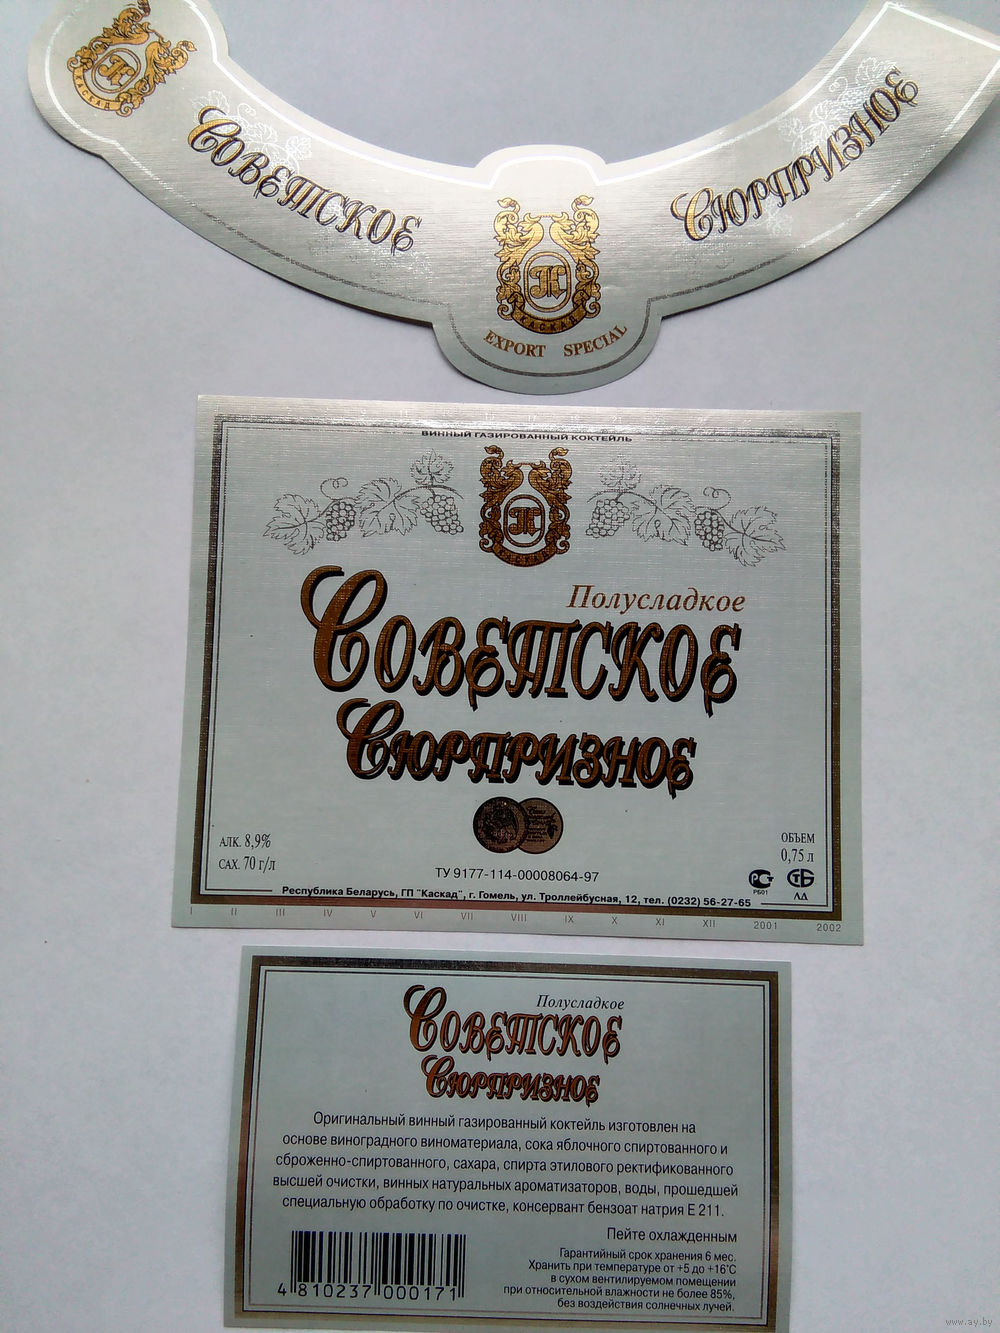 КАСКАД
СОВЕТСКОЕ
СЮРПРИЗНОЕ
КАСКАД
EXPORT SPECIAL
ВИННЫЙ ГАЗИРОВАННЫЙ КОКТЕЙЛЬ
Полусладкое
СОВЕТСКОЕ
СЮРПРИЗНОЕ
АЛК. 8,9%
САХ. 70 г/л
ОБЪЕМ
0,75 л
ТУ 9177-114-00008064-97
РБ01
Республика Беларусь, ГП "Каскад", г. Гомель, ул. Троллейбусная, 12, тел. (0232) 56-27-65
I II III IV V VI VII VIII IX X XI XII 2001 2002
Полусладкое
СОВЕТСКОЕ
СЮРПРИЗНОЕ
Оригинальный винный газированный коктейль изготовлен на
основе виноградного виноматериала, сока яблочного спиртованного и
сброженно-спиртованного, сахара, спирта этилового ректификованного
высшей очистки, винных натуральных ароматизаторов, воды, прошедшей
специальную обработку по очистке, консервант бензоат натрия Е 211.
Пейте охлажденным
Гарантийный срок хранения 6 мес.
Хранить при температуре от +5 до +16°С
в сухом вентилируемом помещении
при относительной влажности не более 85%,
без воздействия солнечных лучей.
4 810237 000171
www.ay.by